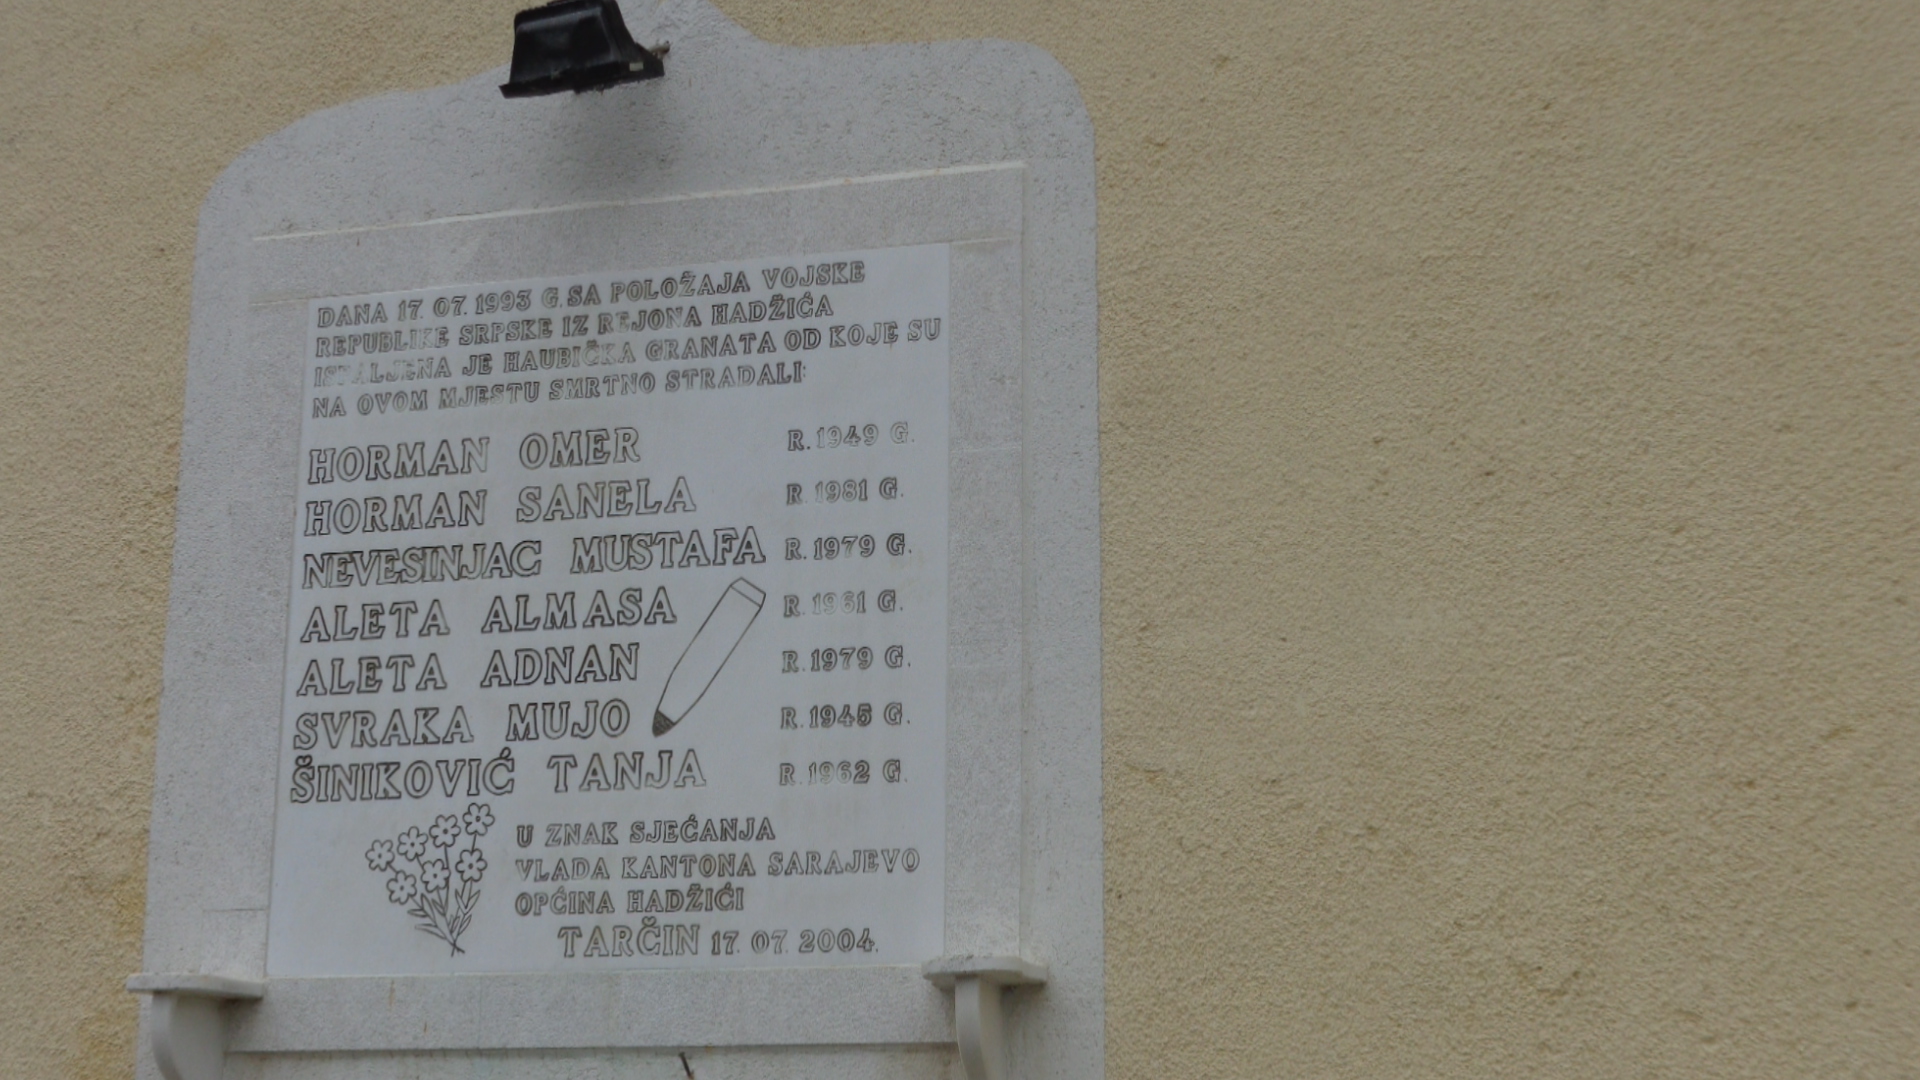 DANA 17. 07. 1993 G. SA POLOŽAJA VOJSKE
REPUBLIKE SRPSKE IZ REJONA HADŽIĆA
ISPALJENA JE HAUBIČKA GRANATA OD KOJE SU
NA OVOM MJESTU SMRTNO STRADALI:
HORMAN OMER R. 1949 G.
HORMAN SANELA R. 1981 G.
NEVESINJAC MUSTAFA R. 1979 G.
ALETA ALMASA R. 1961 G.
ALETA ADNAN R. 1979 G.
SVRAKA MUJO R. 1945 G.
ŠINIKOVIĆ TANJA R. 1962 G.
U ZNAK SJEĆANJA
VLADA KANTONA SARAJEVO
OPĆINA HADŽIĆI
TARČIN 17. 07. 2004.